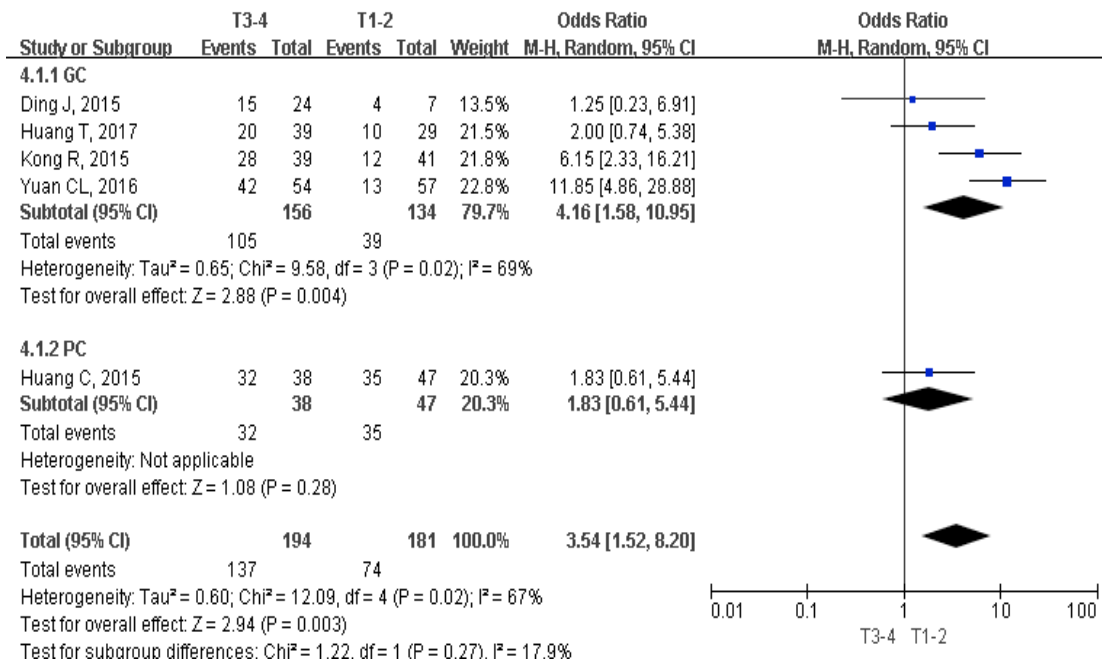 T3-4 T1-2 Odds Ratio Odds Ratio
Study or Subgroup Events Total Events Total Weight M-H, Random, 95% CI M-H, Random, 95% CI
4.1.1 GC
Ding J, 2015 15 24 4 7 13.5% 1.25 [0.23, 6.91]
Huang T, 2017 20 39 10 29 21.5% 2.00 [0.74, 5.38]
Kong R, 2015 28 39 12 41 21.8% 6.15 [2.33, 16.21]
Yuan CL, 2016 42 54 13 57 22.8% 11.85 [4.86, 28.88]
Subtotal (95% CI) 156 134 79.7% 4.16 [1.58, 10.95]
Total events 105 39
Heterogeneity: Tau² = 0.65; Chi² = 9.58, df = 3 (P = 0.02); I² = 69%
Test for overall effect: Z = 2.88 (P = 0.004)
4.1.2 PC
Huang C, 2015 32 38 35 47 20.3% 1.83 [0.61, 5.44]
Subtotal (95% CI) 38 47 20.3% 1.83 [0.61, 5.44]
Total events 32 35
Heterogeneity: Not applicable
Test for overall effect: Z = 1.08 (P = 0.28)
Total (95% CI) 194 181 100.0% 3.54 [1.52, 8.20]
Total events 137 74
Heterogeneity: Tau² = 0.60; Chi² = 12.09, df = 4 (P = 0.02); I² = 67%
Test for overall effect: Z = 2.94 (P = 0.003)
Test for subgroup differences: Chi² = 1.22, df = 1 (P = 0.27), I² = 17.9%
0.01 0.1 1 10 100
T3-4 T1-2